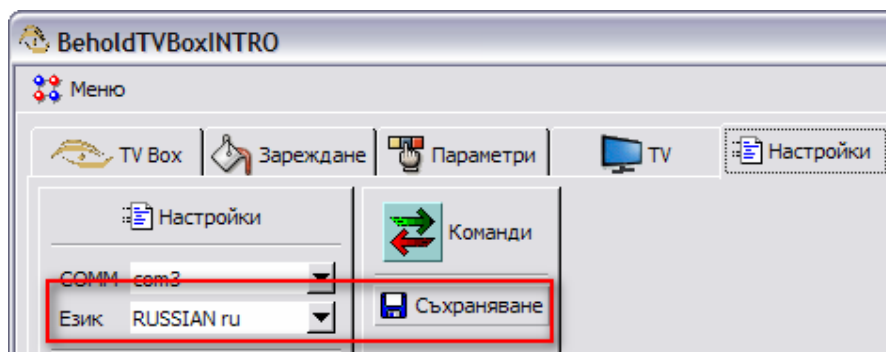 BeholdTVBoxINTRO
Меню
TV Box Зареждане Параметри TV Настройки
Настройки Команди
COMM com3
Език RUSSIAN ru Съхраняване